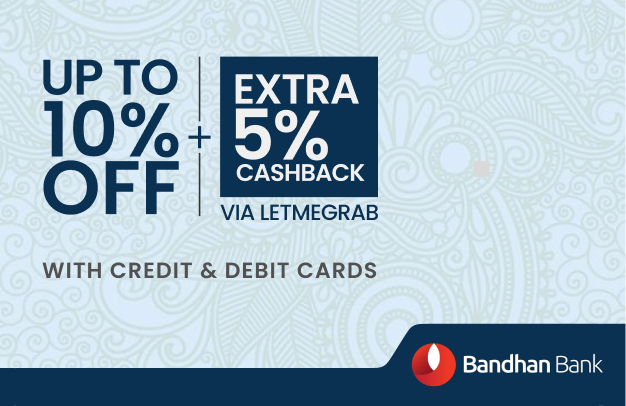 UP TO
10%
OFF
+
EXTRA
5%
CASHBACK
VIA LETMEGRAB
WITH CREDIT & DEBIT CARDS
Bandhan Bank